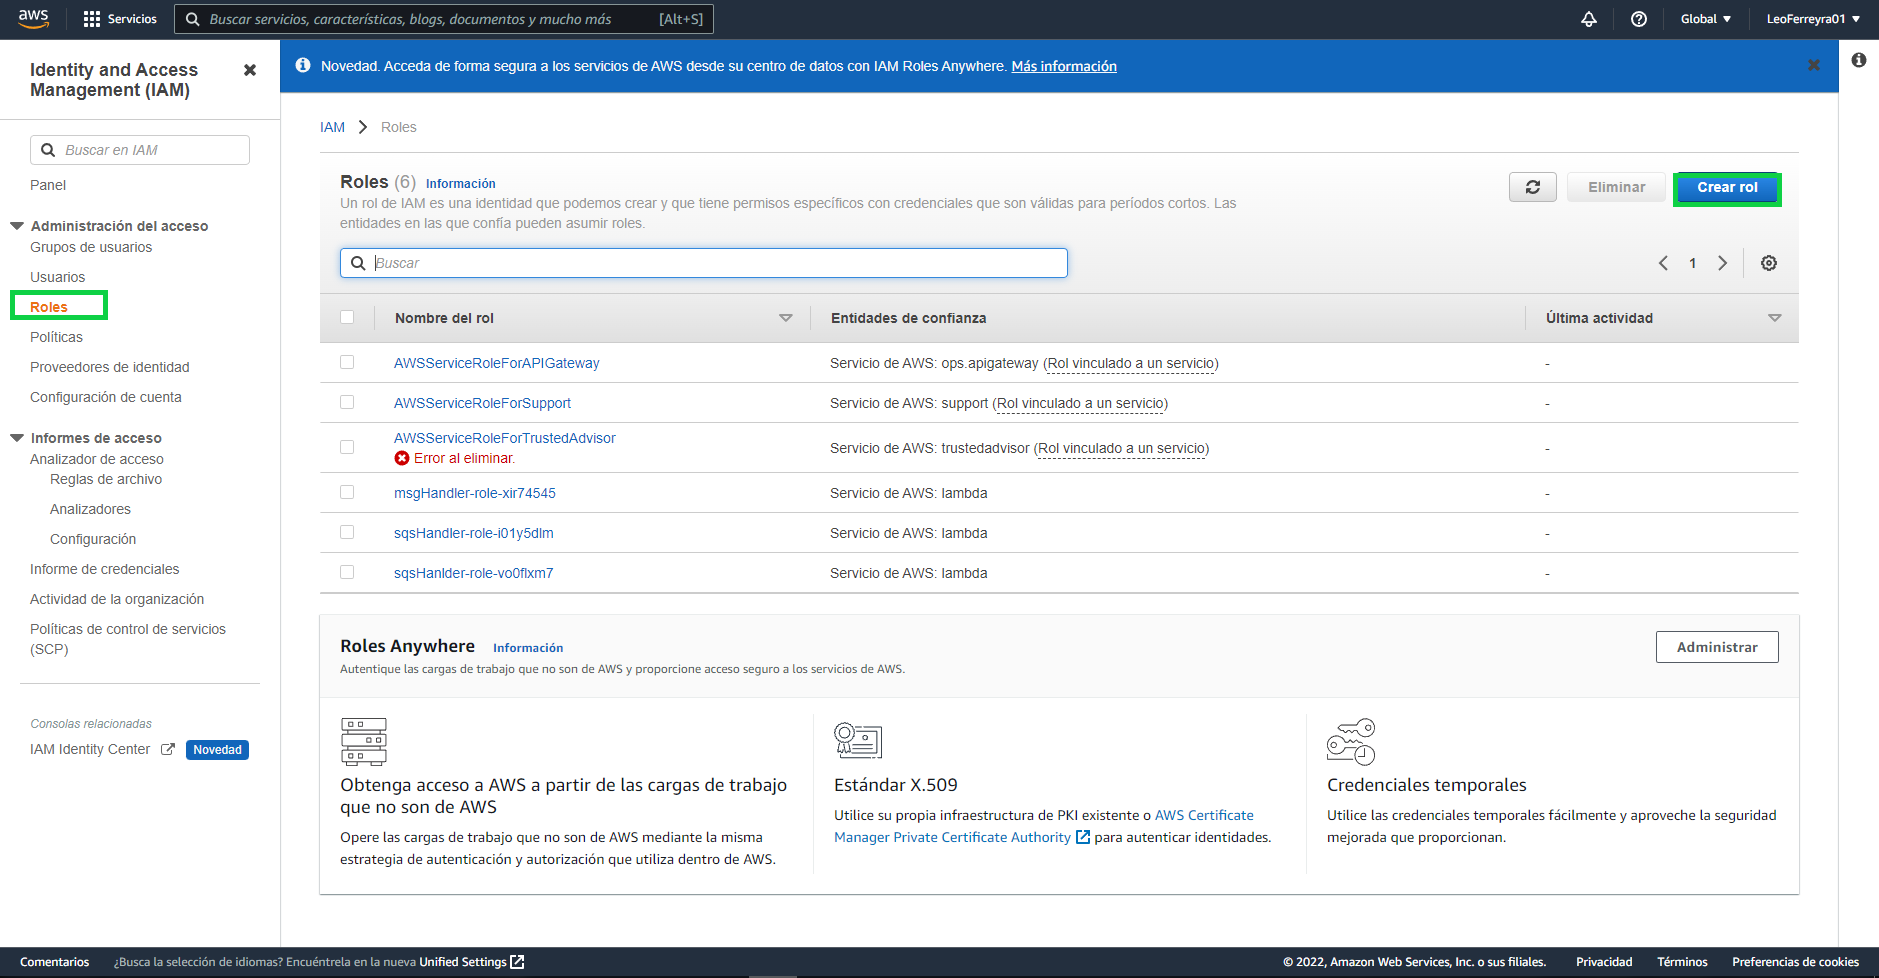 aws
Servicios
Buscar servicios, características, blogs, documentos y mucho más [Alt+S]
Global
LeoFerreyra01
Identity and Access
Management (IAM)
Buscar en IAM
Panel
Administración del acceso
Grupos de usuarios
Usuarios
Roles
Políticas
Proveedores de identidad
Configuración de cuenta
Informes de acceso
Analizador de acceso
Reglas de archivo
Analizadores
Configuración
Informe de credenciales
Actividad de la organización
Políticas de control de servicios
(SCP)
Consolas relacionadas
IAM Identity Center Novedad
Novedad. Acceda de forma segura a los servicios de AWS desde su centro de datos con IAM Roles Anywhere. Más información
IAM Roles
Roles (6) Información
Un rol de IAM es una identidad que podemos crear y que tiene permisos específicos con credenciales que son válidas para períodos cortos. Las
entidades en las que confía pueden asumir roles.
Eliminar
Crear rol
Buscar
1
Nombre del rol Entidades de confianza Última actividad
AWSServiceRoleForAPIGateway Servicio de AWS: ops.apigateway (Rol vinculado a un servicio) -
AWSServiceRoleForSupport Servicio de AWS: support (Rol vinculado a un servicio) -
AWSServiceRoleForTrustedAdvisor Servicio de AWS: trustedadvisor (Rol vinculado a un servicio) -
Error al eliminar.
msgHandler-role-xir74545 Servicio de AWS: lambda -
sqsHandler-role-i01y5dlm Servicio de AWS: lambda -
sqsHanlder-role-vo0flxm7 Servicio de AWS: lambda -
Roles Anywhere Información
Autentique las cargas de trabajo que no son de AWS y proporcione acceso seguro a los servicios de AWS.
Administrar
Obtenga acceso a AWS a partir de las cargas de trabajo
que no son de AWS
Opere las cargas de trabajo que no son de AWS mediante la misma
estrategia de autenticación y autorización que utiliza dentro de AWS.
Estándar X.509
Utilice su propia infraestructura de PKI existente o AWS Certificate
Manager Private Certificate Authority para autenticar identidades.
Credenciales temporales
Utilice las credenciales temporales fácilmente y aproveche la seguridad
mejorada que proporcionan.
Comentarios ¿Busca la selección de idiomas? Encuéntrela en la nueva Unified Settings
© 2022, Amazon Web Services, Inc. o sus filiales. Privacidad Términos Preferencias de cookies